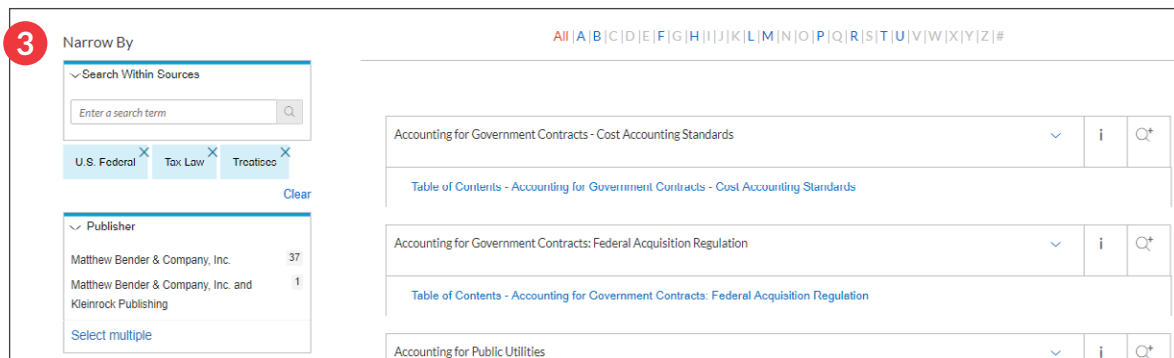 3
Narrow By
Search Within Sources
Enter a search term
U.S. Federal
Tax Law
Treatises
Clear
Publisher
Matthew Bender & Company, Inc. 37
Matthew Bender & Company, Inc. and 1
Kleinrock Publishing
Select multiple
All |A|B|C|D|E|F|G|H|I|J|K|L|M|N|O|P|Q|R|S|T|U|V|W|X|Y|Z|#
Accounting for Government Contracts - Cost Accounting Standards i
Table of Contents - Accounting for Government Contracts - Cost Accounting Standards
Accounting for Government Contracts: Federal Acquisition Regulation i
Table of Contents - Accounting for Government Contracts: Federal Acquisition Regulation
Accounting for Public Utilities i